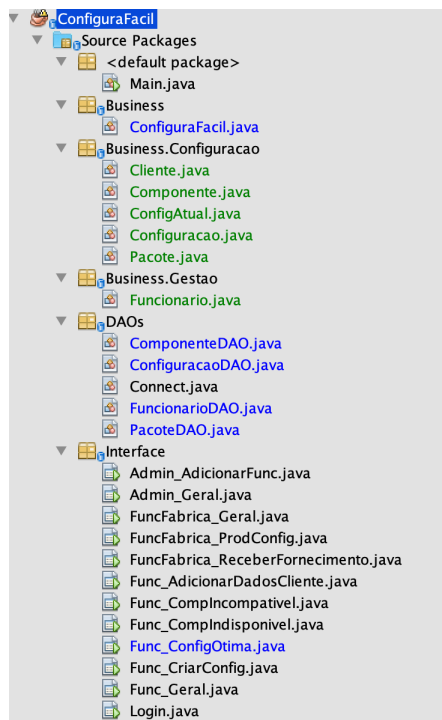 ConfiguraFacil
Source Packages
<default package>
Main.java
Business
ConfiguraFacil.java
Business.Configuracao
Cliente.java
Componente.java
ConfigAtual.java
Configuracao.java
Pacote.java
Business.Gestao
Funcionario.java
DAOs
ComponenteDAO.java
ConfiguracaoDAO.java
Connect.java
FuncionarioDAO.java
PacoteDAO.java
Interface
Admin_AdicionarFunc.java
Admin_Geral.java
FuncFabrica_Geral.java
FuncFabrica_ProdConfig.java
FuncFabrica_ReceberFornecimento.java
Func_AdicionarDadosCliente.java
Func_CompIncompativel.java
Func_CompIndisponivel.java
Func_ConfigOtima.java
Func_CriarConfig.java
Func_Geral.java
Login.java